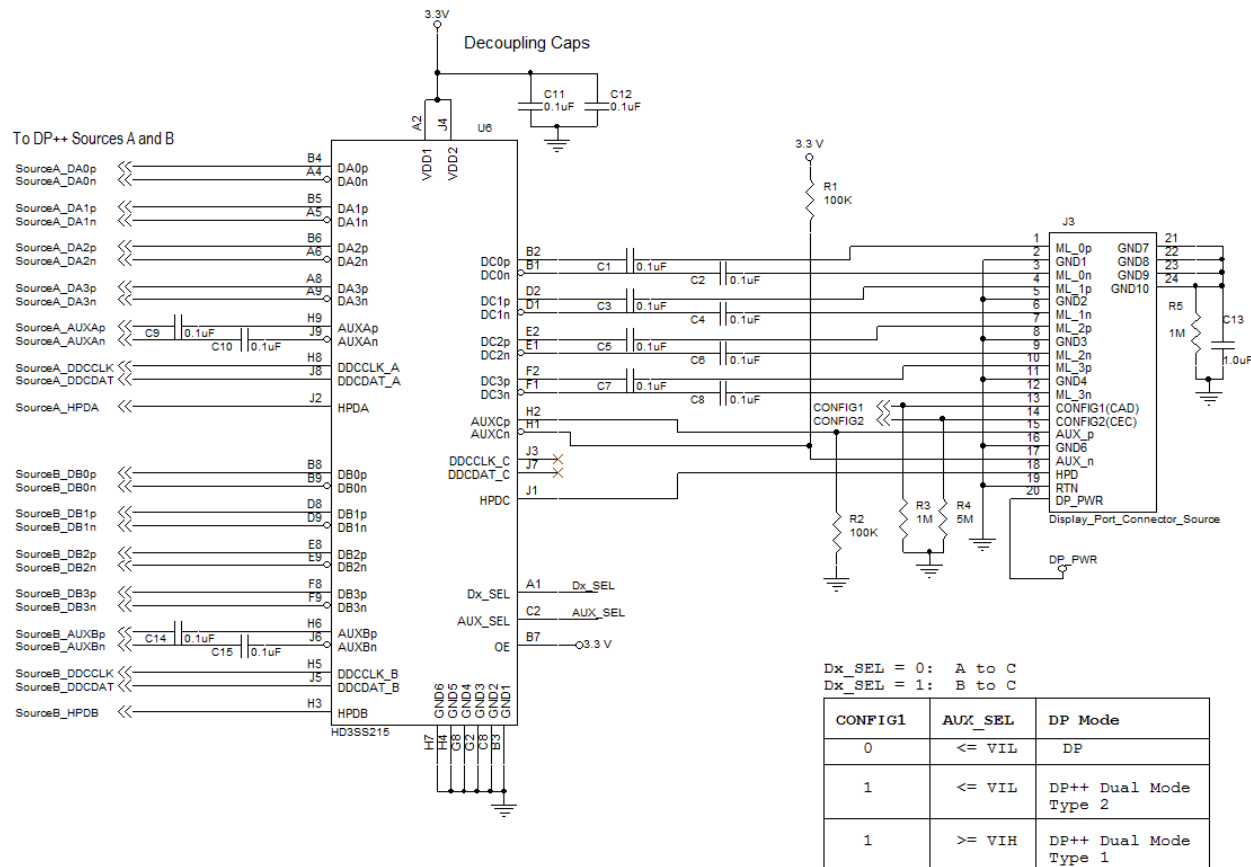 3.3V
Decoupling Caps
C11
0.1uF
C12
0.1uF
A2
J4
U6
VDD1
VDD2
To DP++ Sources A and B
SourceA_DA0p B4 DA0p
SourceA_DA0n A4 DA0n
SourceA_DA1p B5 DA1p
SourceA_DA1n A5 DA1n
SourceA_DA2p B6 DA2p
SourceA_DA2n A6 DA2n
SourceA_DA3p A8 DA3p
SourceA_DA3n A9 DA3n
SourceA_AUXAp C9 0.1uF H9 AUXAp
SourceA_AUXAn C10 0.1uF J9 AUXAn
SourceA_DDCCLK H8 DDCCLK_A
SourceA_DDCDAT J8 DDCDAT_A
SourceA_HPDA J2 HPDA
SourceB_DB0p B8 DB0p
SourceB_DB0n B9 DB0n
SourceB_DB1p D8 DB1p
SourceB_DB1n D9 DB1n
SourceB_DB2p E8 DB2p
SourceB_DB2n E9 DB2n
SourceB_DB3p F8 DB3p
SourceB_DB3n F9 DB3n
SourceB_AUXBp C14 0.1uF H6 AUXBp
SourceB_AUXBn C15 0.1uF J6 AUXBn
SourceB_DDCCLK H5 DDCCLK_B
SourceB_DDCDAT J5 DDCDAT_B
SourceB_HPDB H3 HPDB
HD3SS215
GND6
GND5
GND4
GND3
GND2
GND1
H7
H4
G8
G2
C8
B3
DC0p B2 C1 0.1uF
DC0n B1 C2 0.1uF
DC1p D2 C3 0.1uF
DC1n D1 C4 0.1uF
DC2p E2 C5 0.1uF
DC2n E1 C6 0.1uF
DC3p F2 C7 0.1uF
DC3n F1 C8 0.1uF
AUXCp H2
AUXCn H1
DDCCLK_C J3
DDCDAT_C J7
HPDC J1
Dx_SEL A1 Dx_SEL
AUX_SEL C2 AUX_SEL
OE B7 3.3 V
3.3 V
R1
100K
R2
100K
CONFIG1
CONFIG2
R3
1M
R4
5M
J3
1 ML_0p GND7 21
2 GND1 GND8 22
3 ML_0n GND9 23
4 ML_1p GND10 24
5 GND2
6 ML_1n
7 ML_2p
8 GND3
9 ML_2n
10 ML_3p
11 GND4
12 ML_3n
13 CONFIG1(CAD)
14 CONFIG2(CEC)
15 AUX_p
16 GND6
17 AUX_n
18 HPD
19 RTN
20 DP_PWR
Display_Port_Connector_Source
R5
1M
C13
1.0uF
DP_PWR
Dx_SEL = 0: A to C
Dx_SEL = 1: B to C
CONFIG1 AUX_SEL DP Mode
0 <= VIL DP
1 <= VIL DP++ Dual Mode
Type 2
1 >= VIH DP++ Dual Mode
Type 1